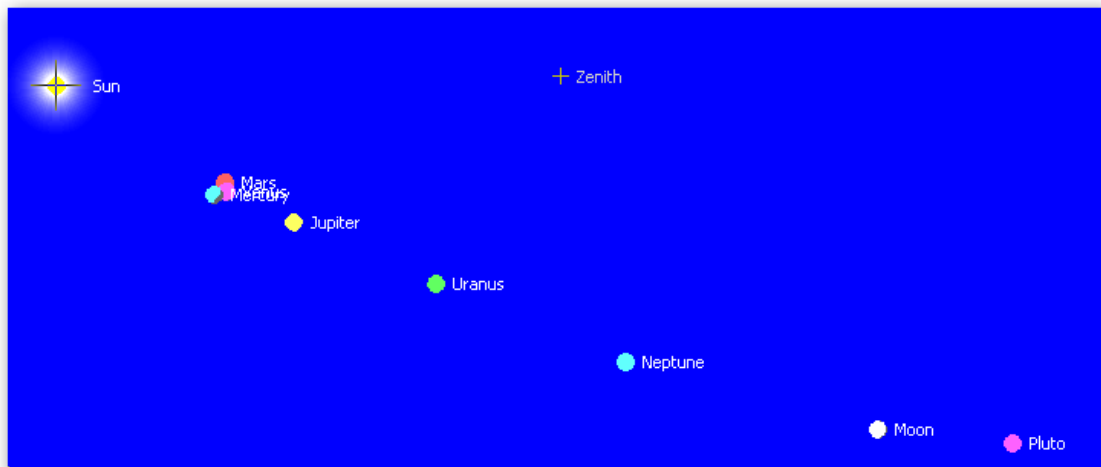 Zenith
Sun
Mars
Mercury
Jupiter
Uranus
Neptune
Moon
Pluto